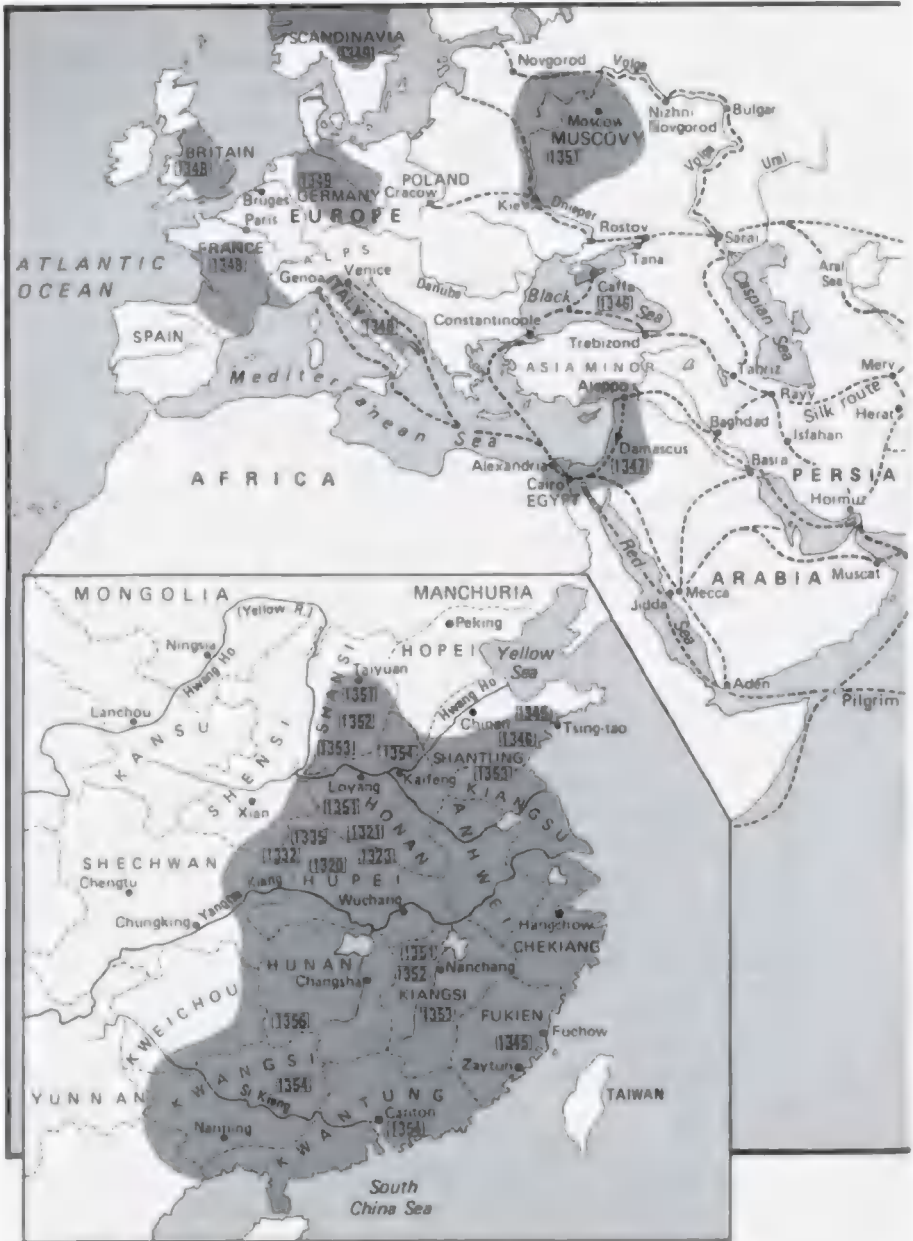 SCANDINAVIA
(1349)
Novgorod
Volga
Moscow
MUSCOVY
(1351)
Nizhni
Novgorod
Bulgar
Volga
Ural
BRITAIN
(1348)
Bruges
Paris
(1349)
GERMANY
POLAND
Cracow
EUROPE
Kiev
Dnieper
Rostov
Sarai
Tana
Aral
Sea
ATLANTIC
OCEAN
FRANCE
(1348)
ALPS
Genoa
Venice
ITALY
(1348)
Danube
Black
Sea
Caffa
(1346)
Caspian
Sea
SPAIN
Constantinople
Trebizond
ASIA MINOR
Tabriz
Merv
Rayy
Silk route
Herat
Mediterranean Sea
Aleppo
Baghdad
Isfahan
Damascus
(1347)
Basra
PERSIA
AFRICA
Alexandria
Cairo
EGYPT
Hormuz
Red
Sea
ARABIA
Muscat
Jidda
Mecca
Aden
Pilgrim
MONGOLIA
MANCHURIA
(Yellow R.)
Peking
Ningsia
HOPEI
Yellow
Sea
Hwang Ho
Lanchou
KANSU
SHANSI
Taiyuan
(1351)
(1352)
(1353)
(1354)
Hwang Ho
Chinan
(1345)
(1346)
Tsing-tao
SHANTUNG
(1353)
SHENSI
Xian
Loyang
Kaifeng
KIANGSU
(1351)
HONAN
ANHWEI
(1335)
(1321)
(1332)
(1320)
(1323)
SHECHWAN
Chengtu
HUPEI
Yangtse Kiang
Chungking
Wuchang
Hangchow
CHEKIANG
HUNAN
Changsha
(1351)
(1352)
Nanchang
KIANGSI
(1353)
KWEICHOU
(1356)
FUKIEN
Fuchow
(1345)
Zaytun
YUNNAN
KWANGSI
(1354)
Si Kiang
KWANTUNG
Canton
(1354)
Nanning
TAIWAN
South
China Sea